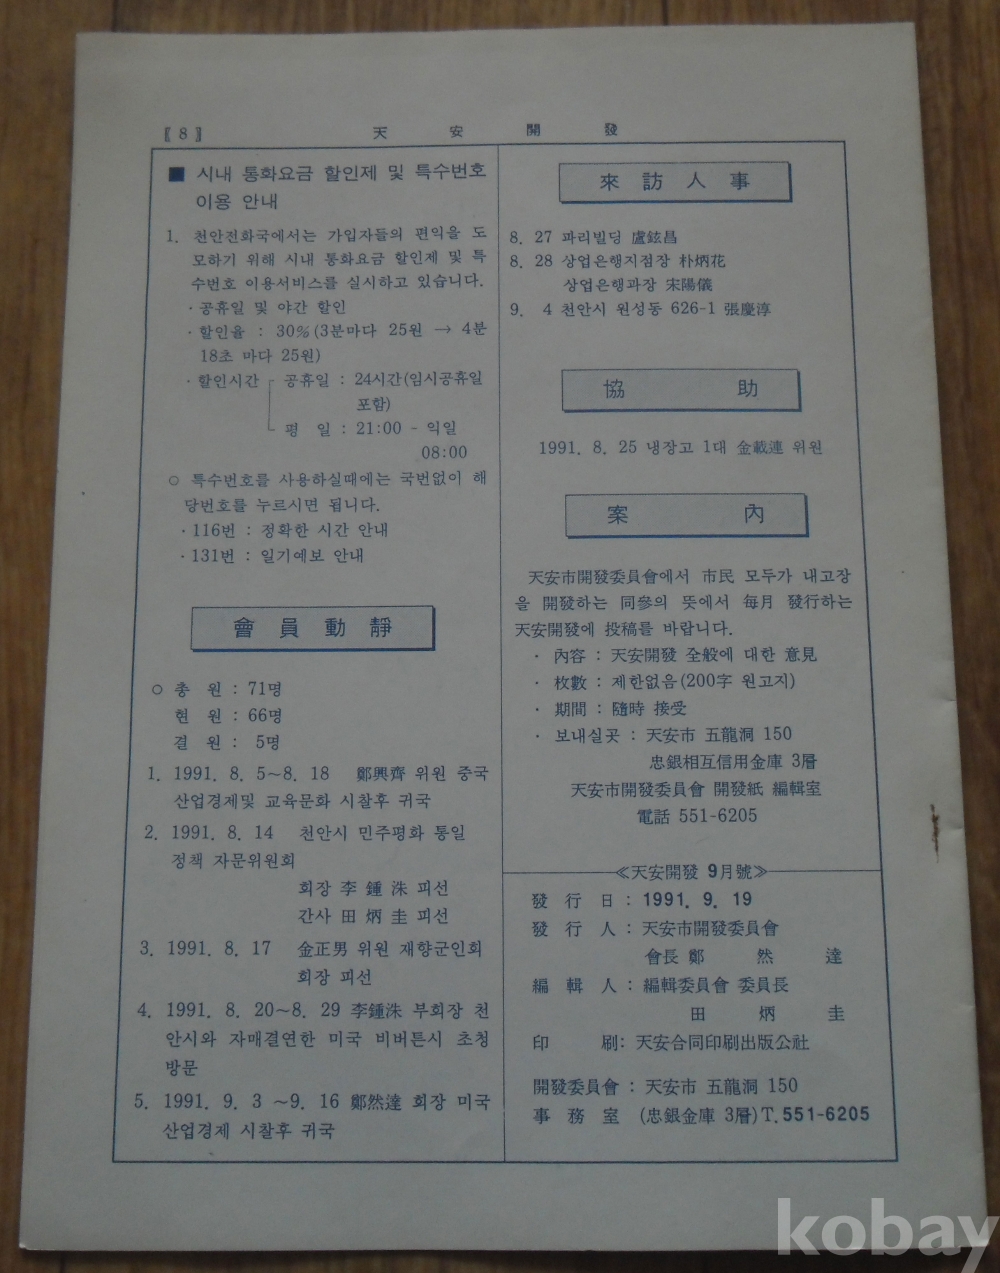 【8】 天安開發
■ 시내 통화요금 할인제 및 특수번호
이용 안내
1. 천안전화국에서는 가입자들의 편익을 도
모하기 위해 시내 통화요금 할인제 및 특
수번호 이용서비스를 실시하고 있습니다.
· 공휴일 및 야간 할인
· 할인율 : 30%(3분마다 25원 → 4분
18초 마다 25원)
· 할인시간 공휴일 : 24시간(임시공휴일
포함)
평 일 : 21:00 - 익일
08:00
○ 특수번호를 사용하실때에는 국번없이 해
당번호를 누르시면 됩니다.
· 116번 : 정확한 시간 안내
· 131번 : 일기예보 안내
會員動靜
○ 총 원 : 71명
현 원 : 66명
결 원 : 5명
1. 1991. 8. 5~8. 18 鄭興齊 위원 중국
산업경제및 교육문화 시찰후 귀국
2. 1991. 8. 14 천안시 민주평화 통일
정책 자문위원회
회장 李鍾洙 피선
간사 田炳圭 피선
3. 1991. 8. 17 金正男 위원 재향군인회
회장 피선
4. 1991. 8. 20~8. 29 李鍾洙 부회장 천
안시와 자매결연한 미국 비버튼시 초청
방문
5. 1991. 9. 3 ~9. 16 鄭然達 회장 미국
산업경제 시찰후 귀국
來訪人事
8. 27 파리빌딩 盧鉉昌
8. 28 상업은행지점장 朴炳花
상업은행과장 宋陽儀
9. 4 천안시 원성동 626-1 張慶淳
協助
1991. 8. 25 냉장고 1대 金載連 위원
案內
天安市開發委員會에서 市民 모두가 내고장
을 開發하는 同參의 뜻에서 每月 發行하는
天安開發에 投稿를 바랍니다.
· 內容 : 天安開發 全般에 대한 意見
· 枚數 : 제한없음(200字 원고지)
· 期間 : 隨時 接受
· 보내실곳 : 天安市 五龍洞 150
忠銀相互信用金庫 3層
天安市開發委員會 開發紙 編輯室
電話 551-6205
≪天安開發 9月號≫
發行日 : 1991. 9. 19
發行人 : 天安市開發委員會
會長 鄭然達
編輯人 : 編輯委員會 委員長
田炳圭
印刷: 天安合同印刷出版公社
開發委員會 : 天安市 五龍洞 150
事務室 (忠銀金庫 3層) T. 551-6205
kobay